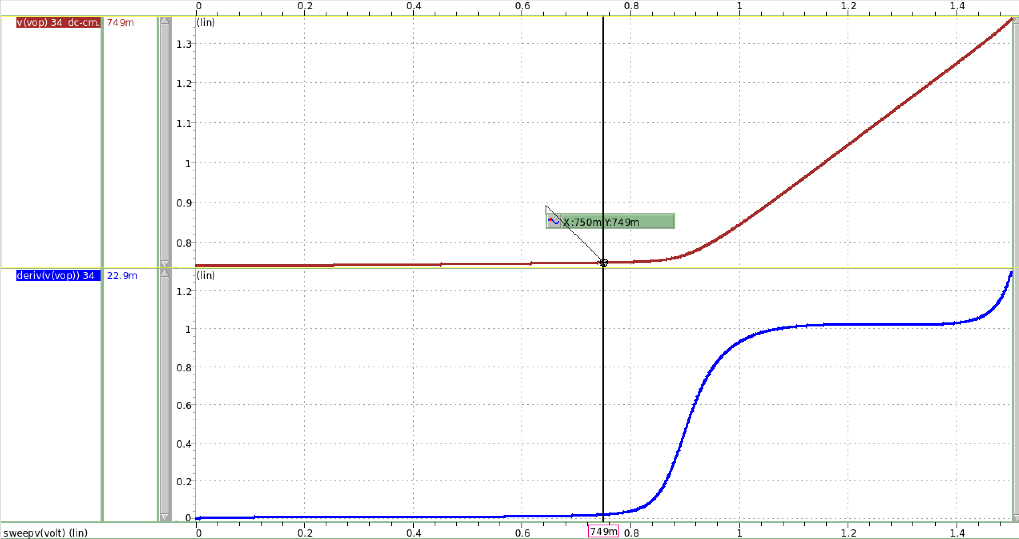 0 0.2 0.4 0.6 0.8 1 1.2 1.4
v(vop) 34 dc-cm. 749m (lin)
1.3
1.2
1.1
1
0.9
X:750m Y:749m
0.8
deriv(v(vop)) 34 22.9m (lin)
1.2
1
0.8
0.6
0.4
0.2
0
sweepv(volt) (lin) 0 0.2 0.4 0.6 749m 0.8 1 1.2 1.4